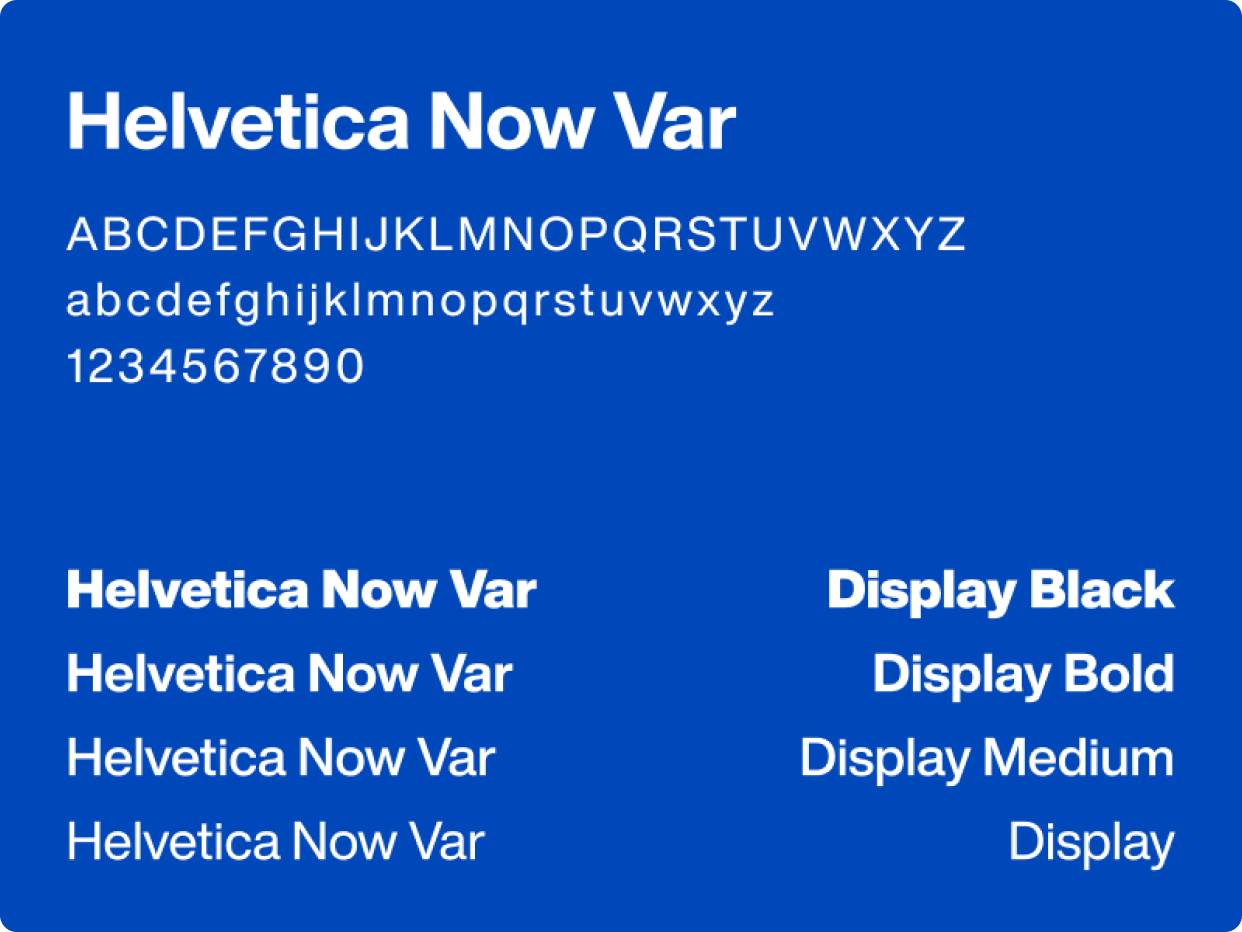 Helvetica Now Var
ABCDEFGHIJKLMNOPQRSTUVWXYZ
abcdefghijklmnopqrstuvwxyz
1234567890
Helvetica Now Var Display Black
Helvetica Now Var Display Bold
Helvetica Now Var Display Medium
Helvetica Now Var Display